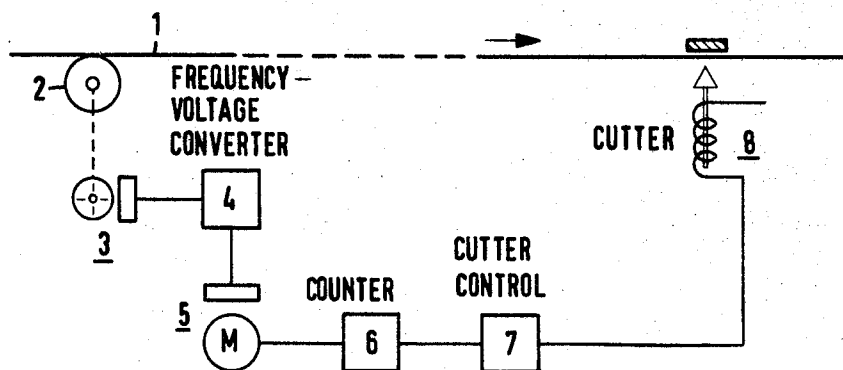 1
2
FREQUENCY-
VOLTAGE
CONVERTER
CUTTER
8
4
3
5
COUNTER
CUTTER
CONTROL
M
6
7